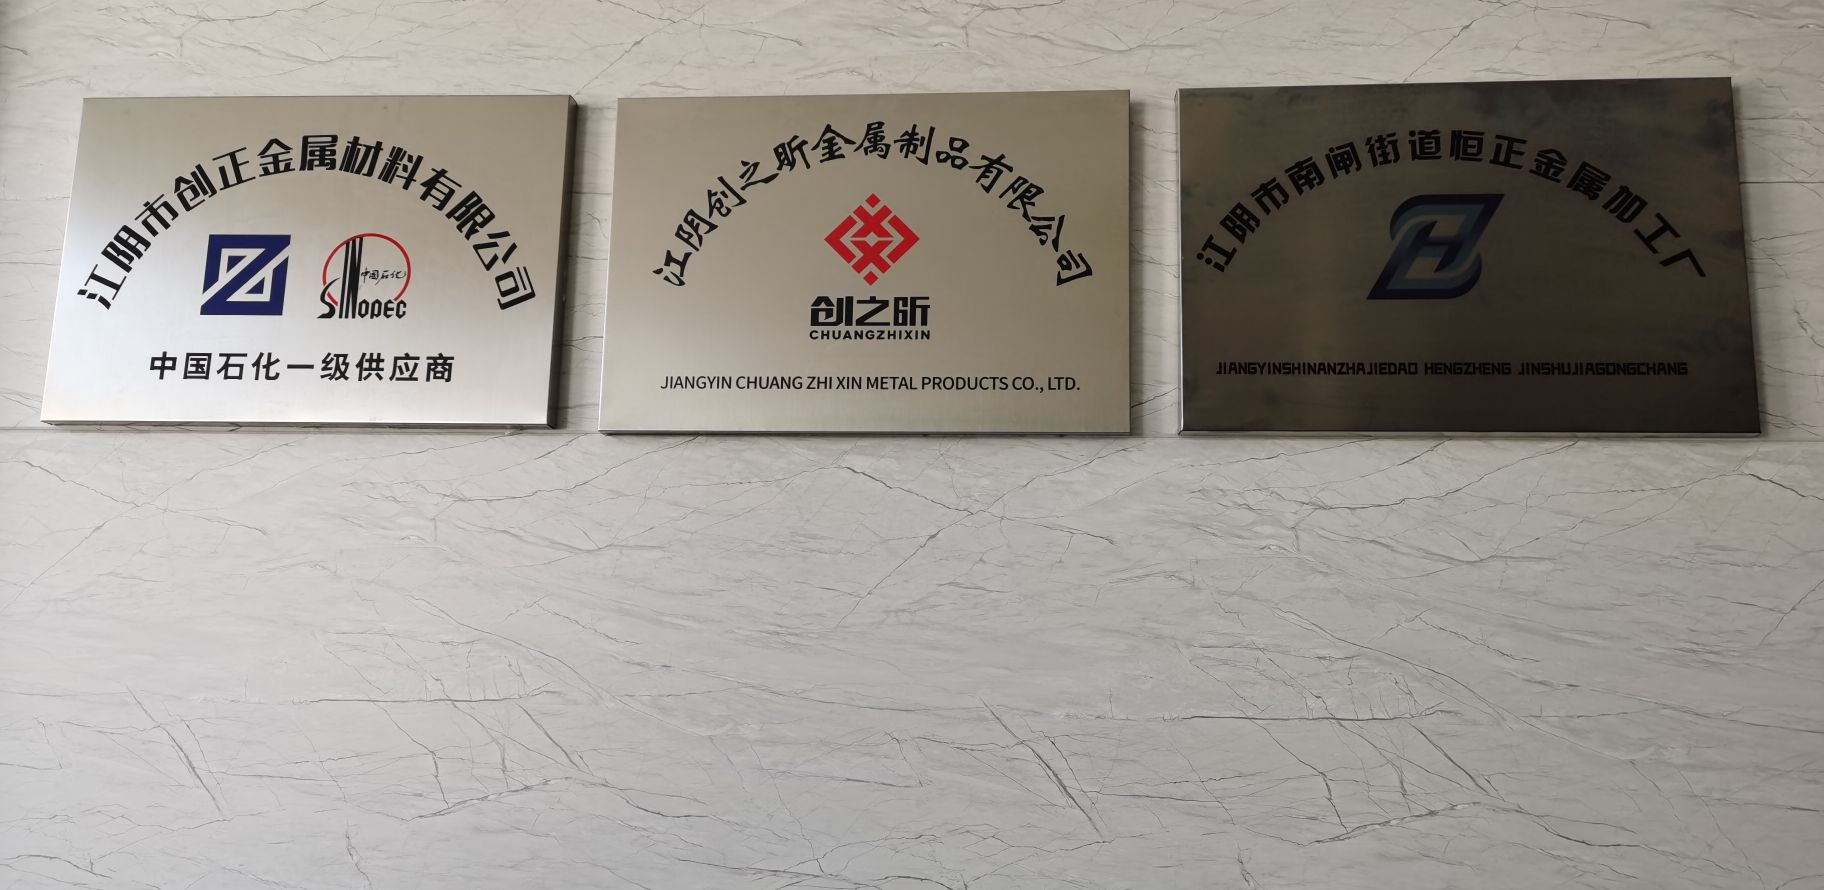 江阴市创正金属材料有限公司
中国石化
SINOPEC
中国石化一级供应商
江阴创之昕金属制品有限公司
创之昕
CHUANGZHIXIN
JIANGYIN CHUANG ZHI XIN METAL PRODUCTS CO., LTD.
江阴市南闸街道恒正金属加工厂
JIANGYINSHINANZHAJIEDAO HENGZHENG JINSHUJIAGONGCHANG